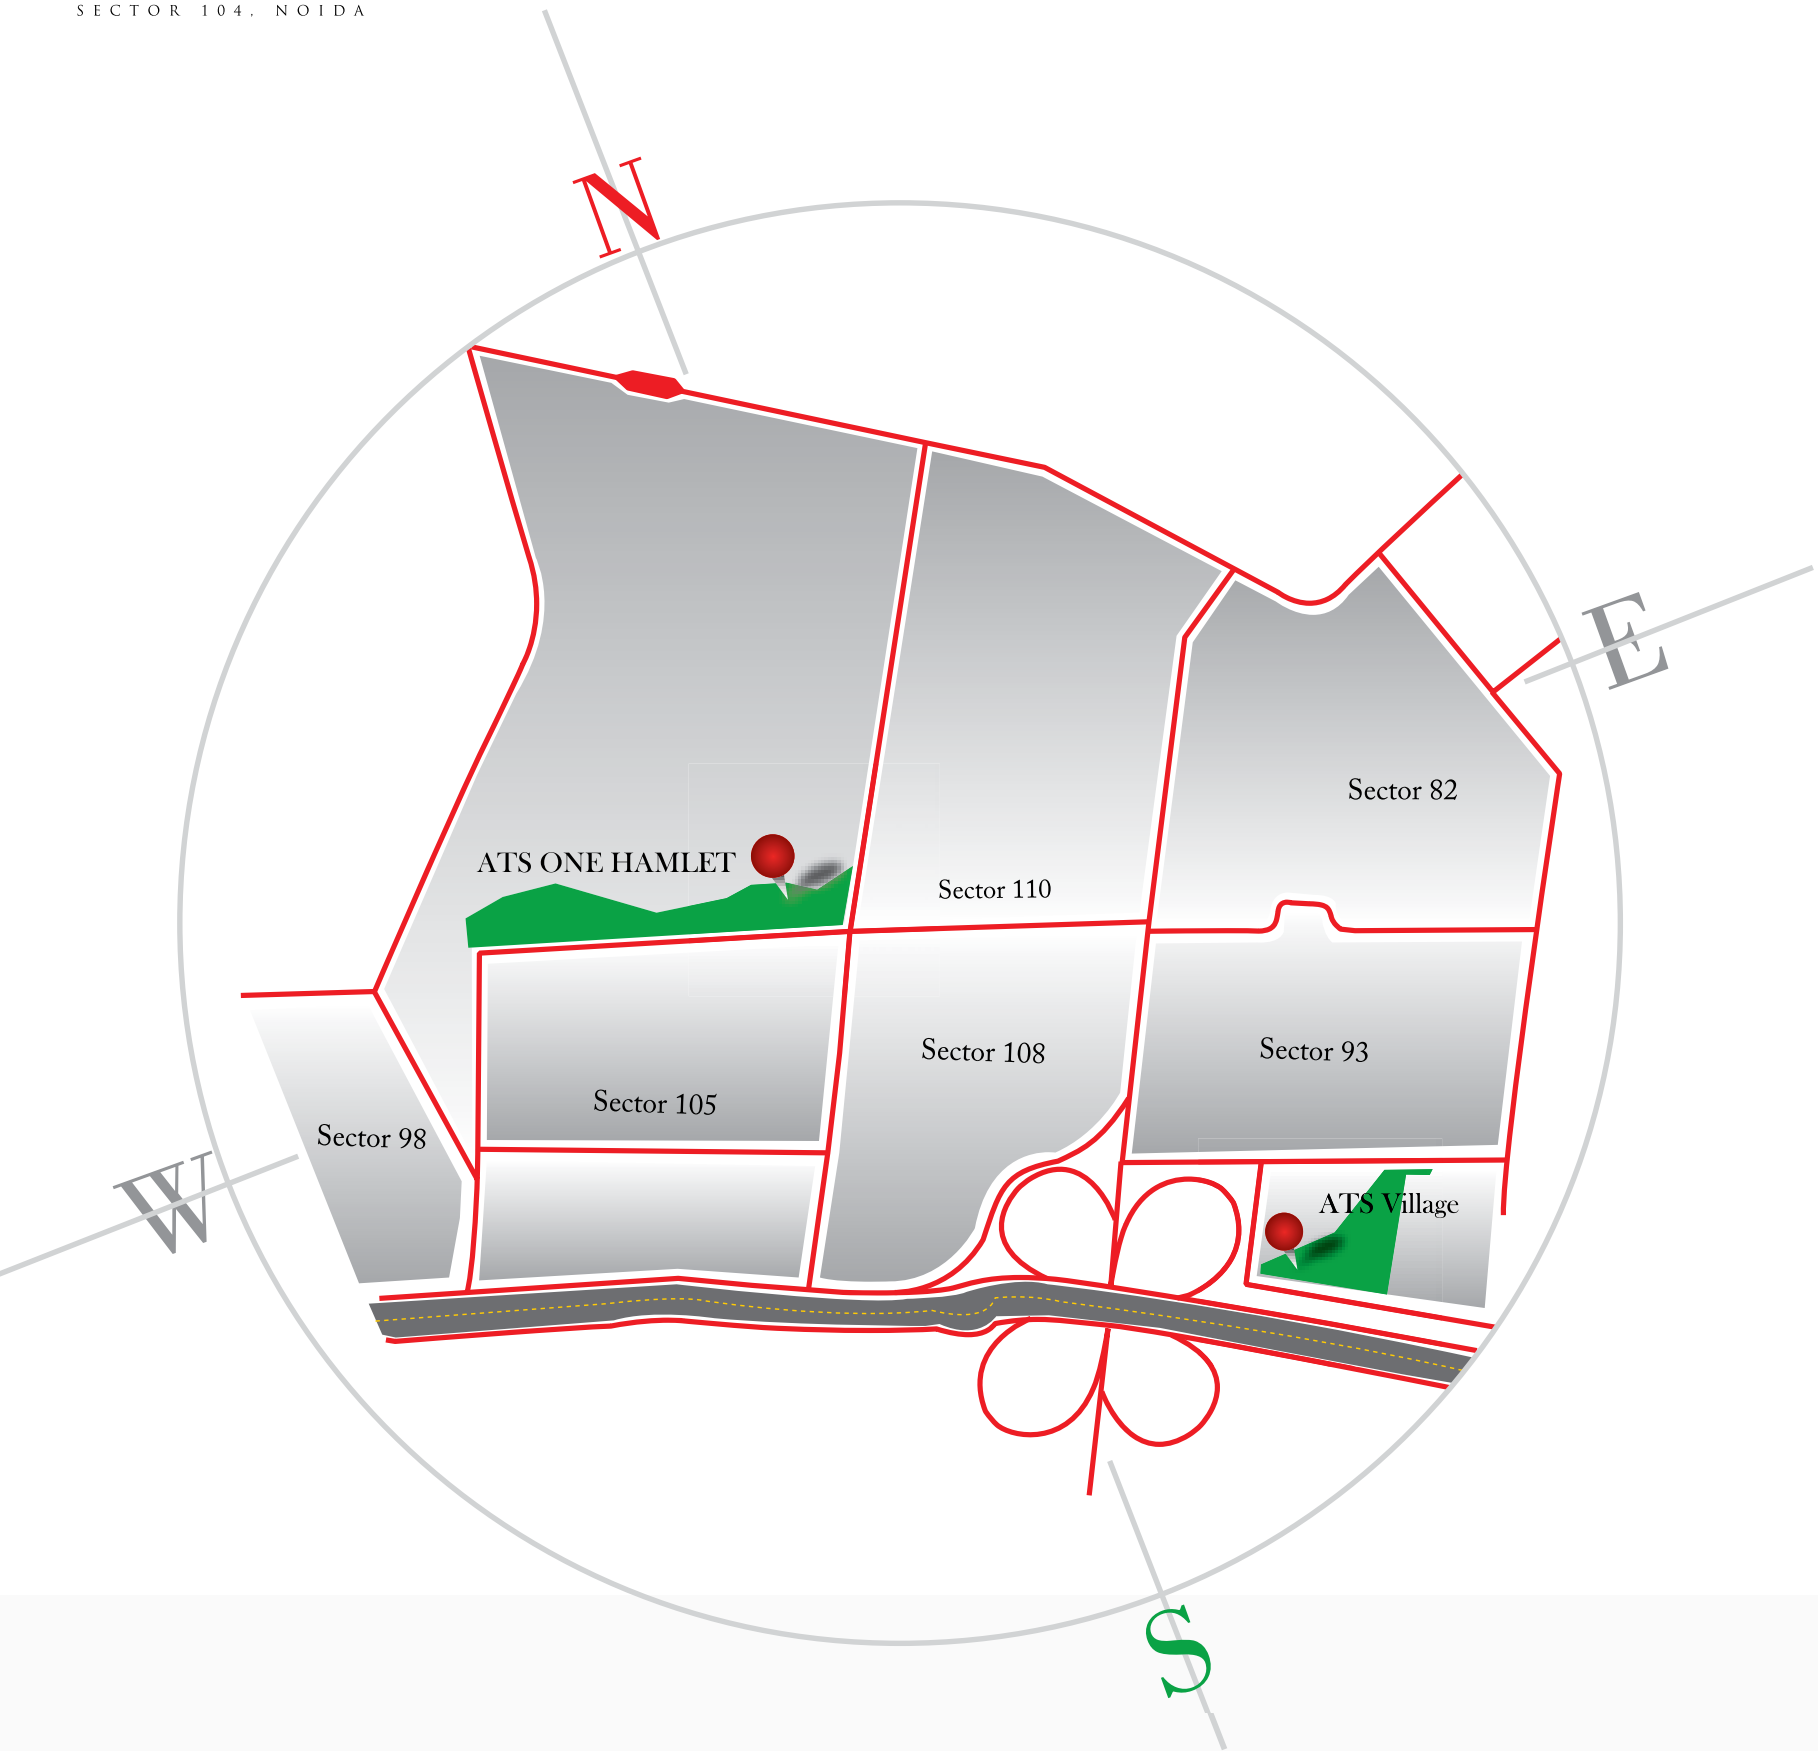 SECTOR 104, NOIDA
N
E
Sector 82
ATS ONE HAMLET
Sector 110
Sector 108
Sector 93
Sector 105
Sector 98
W
ATS Village
S